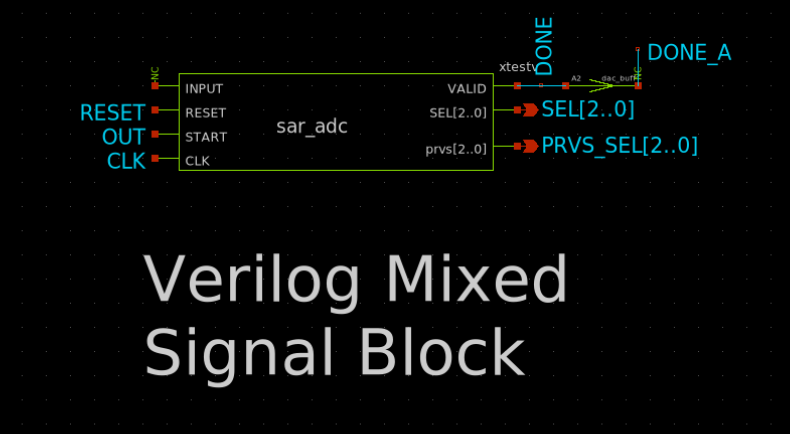 DONE
DONE_A
NC
xtestv
A2
NC
INPUT
VALID
RESET
RESET
SEL[2..0]
SEL[2..0]
sar_adc
OUT
START
prvs[2..0]
PRVS_SEL[2..0]
CLK
CLK
Verilog Mixed
Signal Block